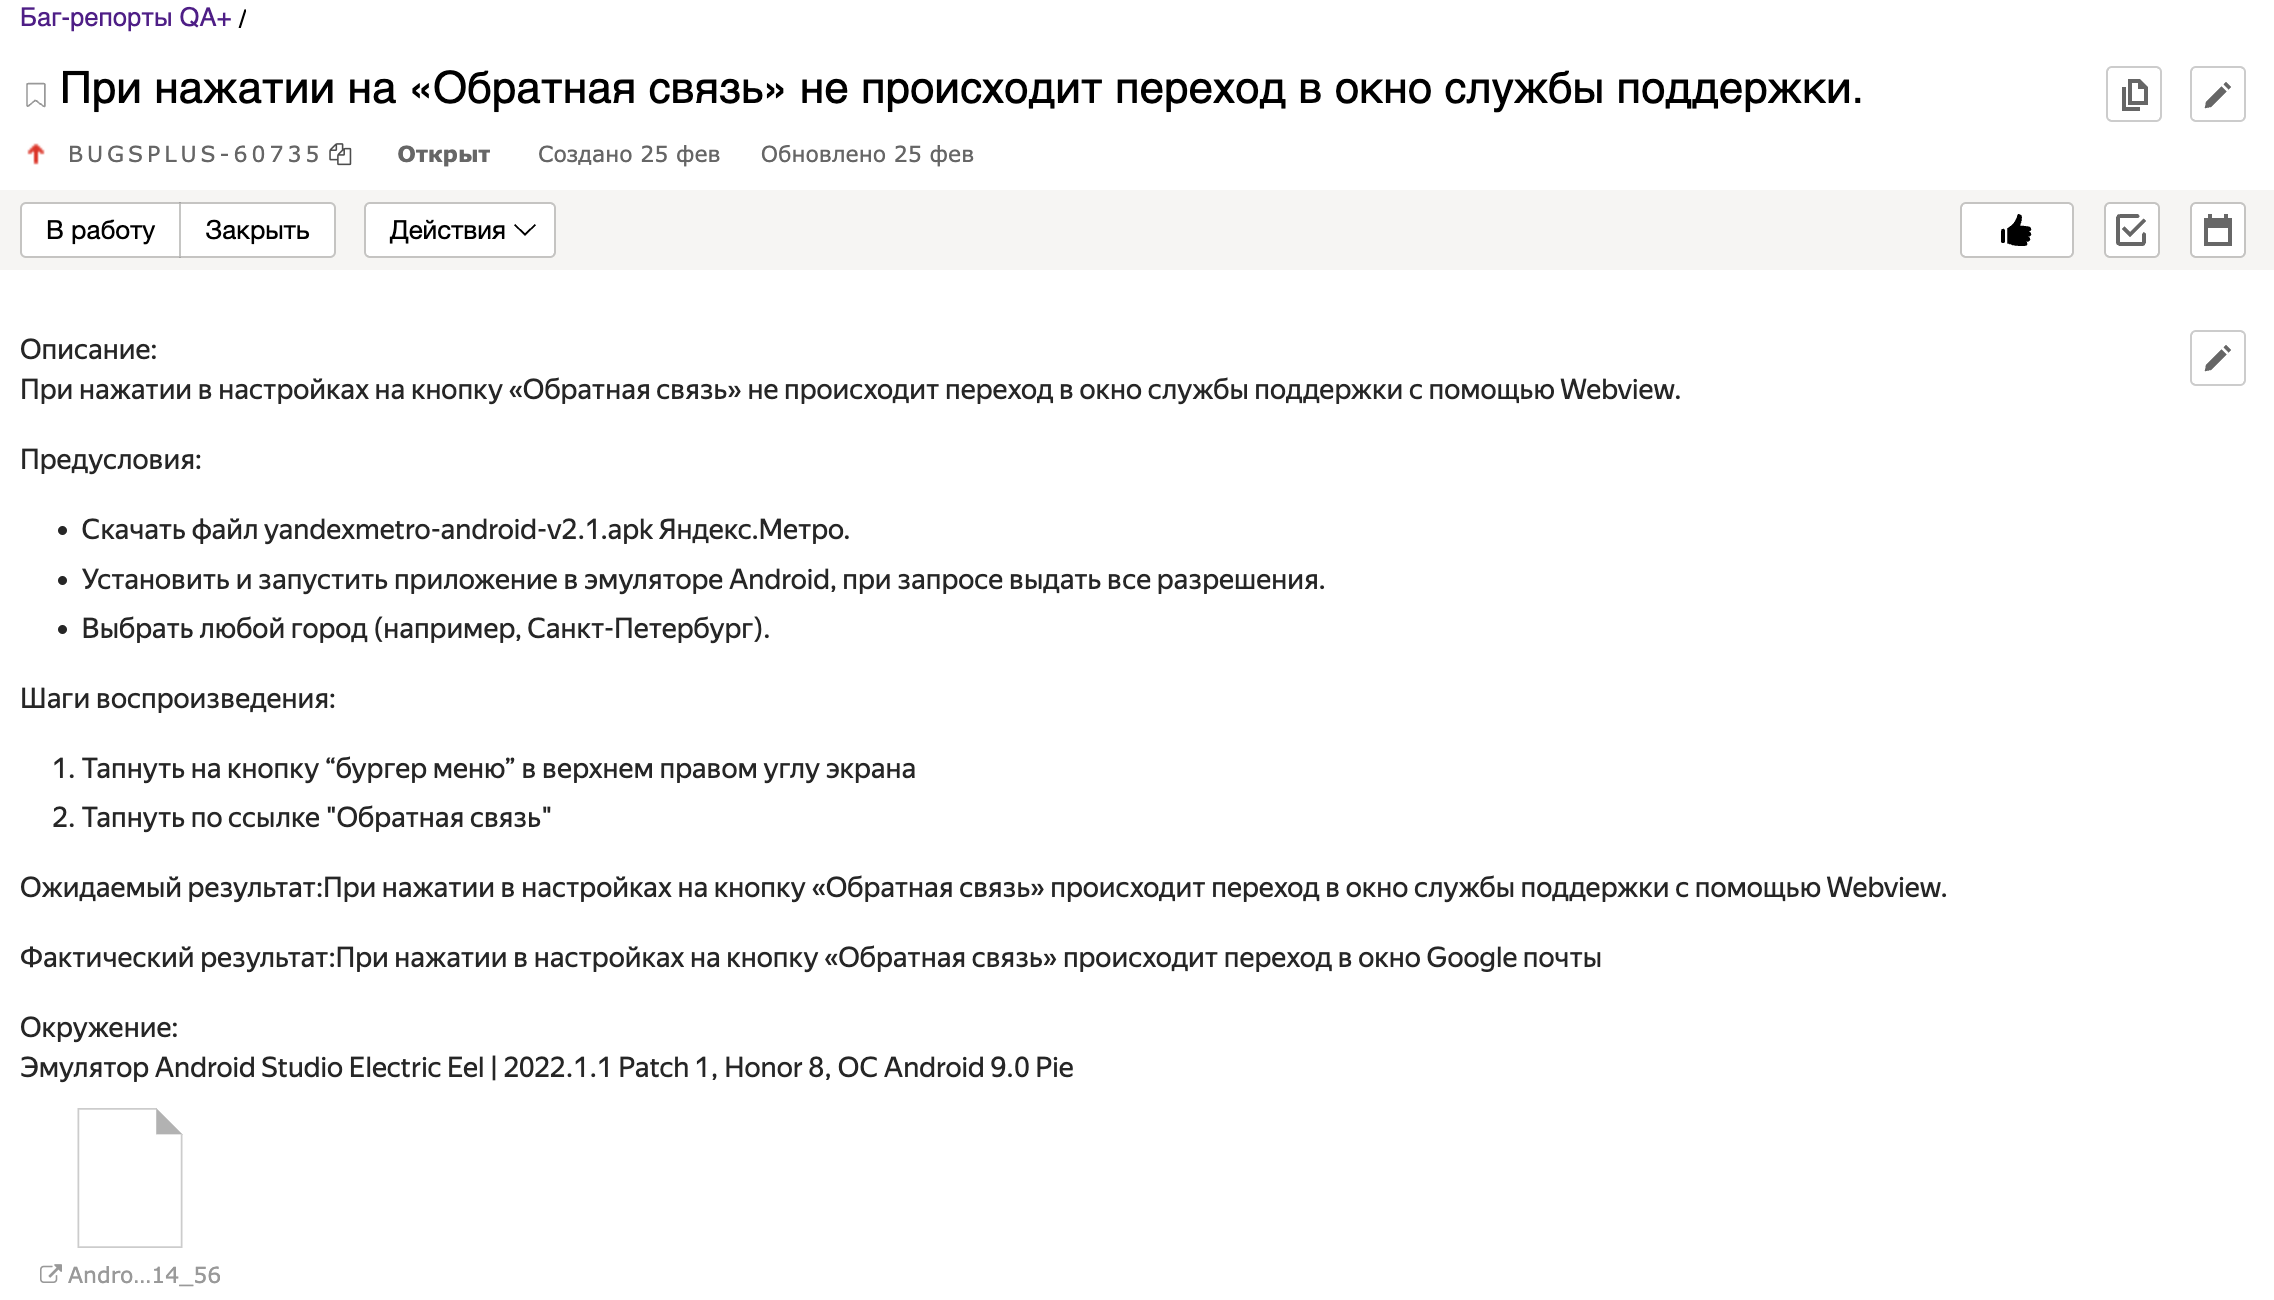 Баг-репорты QA+ /
При нажатии на «Обратная связь» не происходит переход в окно службы поддержки.
BUGSPLUS-60735 Открыт Создано 25 фев Обновлено 25 фев
В работу Закрыть Действия
Описание:
При нажатии в настройках на кнопку «Обратная связь» не происходит переход в окно службы поддержки с помощью Webview.
Предусловия:
• Скачать файл yandexmetro-android-v2.1.apk Яндекс.Метро.
• Установить и запустить приложение в эмуляторе Android, при запросе выдать все разрешения.
• Выбрать любой город (например, Санкт-Петербург).
Шаги воспроизведения:
1. Тапнуть на кнопку “бургер меню” в верхнем правом углу экрана
2. Тапнуть по ссылке "Обратная связь"
Ожидаемый результат:При нажатии в настройках на кнопку «Обратная связь» происходит переход в окно службы поддержки с помощью Webview.
Фактический результат:При нажатии в настройках на кнопку «Обратная связь» происходит переход в окно Google почты
Окружение:
Эмулятор Android Studio Electric Eel | 2022.1.1 Patch 1, Honor 8, ОС Android 9.0 Pie
Andro...14_56